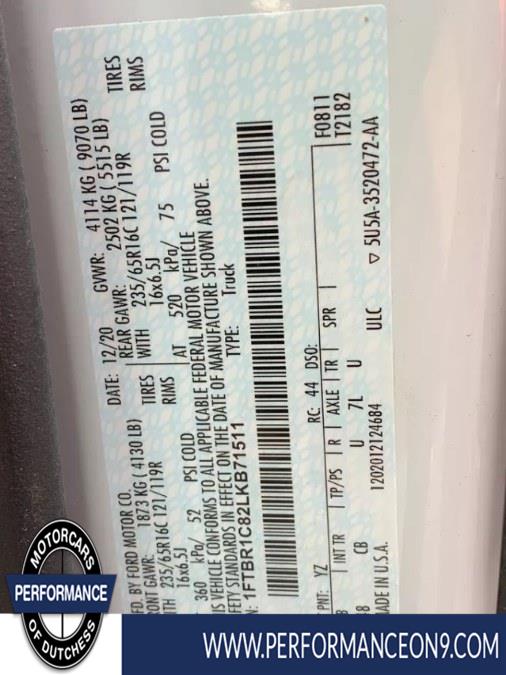 FD. BY FORD MOTOR CO. DATE: 12/20 GVWR: 4114 KG ( 9070 LB)
RONT GAWR: 1873 KG ( 4130 LB) REAR GAWR: 2502 KG ( 5515 LB)
ITH 235/65R16C 121/119R TIRES WITH 235/65R16C 121/119R TIRES
16x6.5J RIMS 16x6.5J RIMS
360 kPa/ 52 PSI COLD AT 520 kPa/ 75 PSI COLD
IS VEHICLE CONFORMS TO ALL APPLICABLE FEDERAL MOTOR VEHICLE
FETY STANDARDS IN EFFECT ON THE DATE OF MANUFACTURE SHOWN ABOVE.
N: 1FTBR1C82LKB71511 TYPE: Truck
F0811
T PNT: YZ RC: 44 DSO: T2182
B INT TR TP/PS R AXLE TR SPR
8 CB U 7L U ULC ▽ 5U5A-3520472-AA
ADE IN U.S.A. 1202012124684
MOTORCARS
PERFORMANCE
OF DUTCHESS
WWW.PERFORMANCEON9.COM